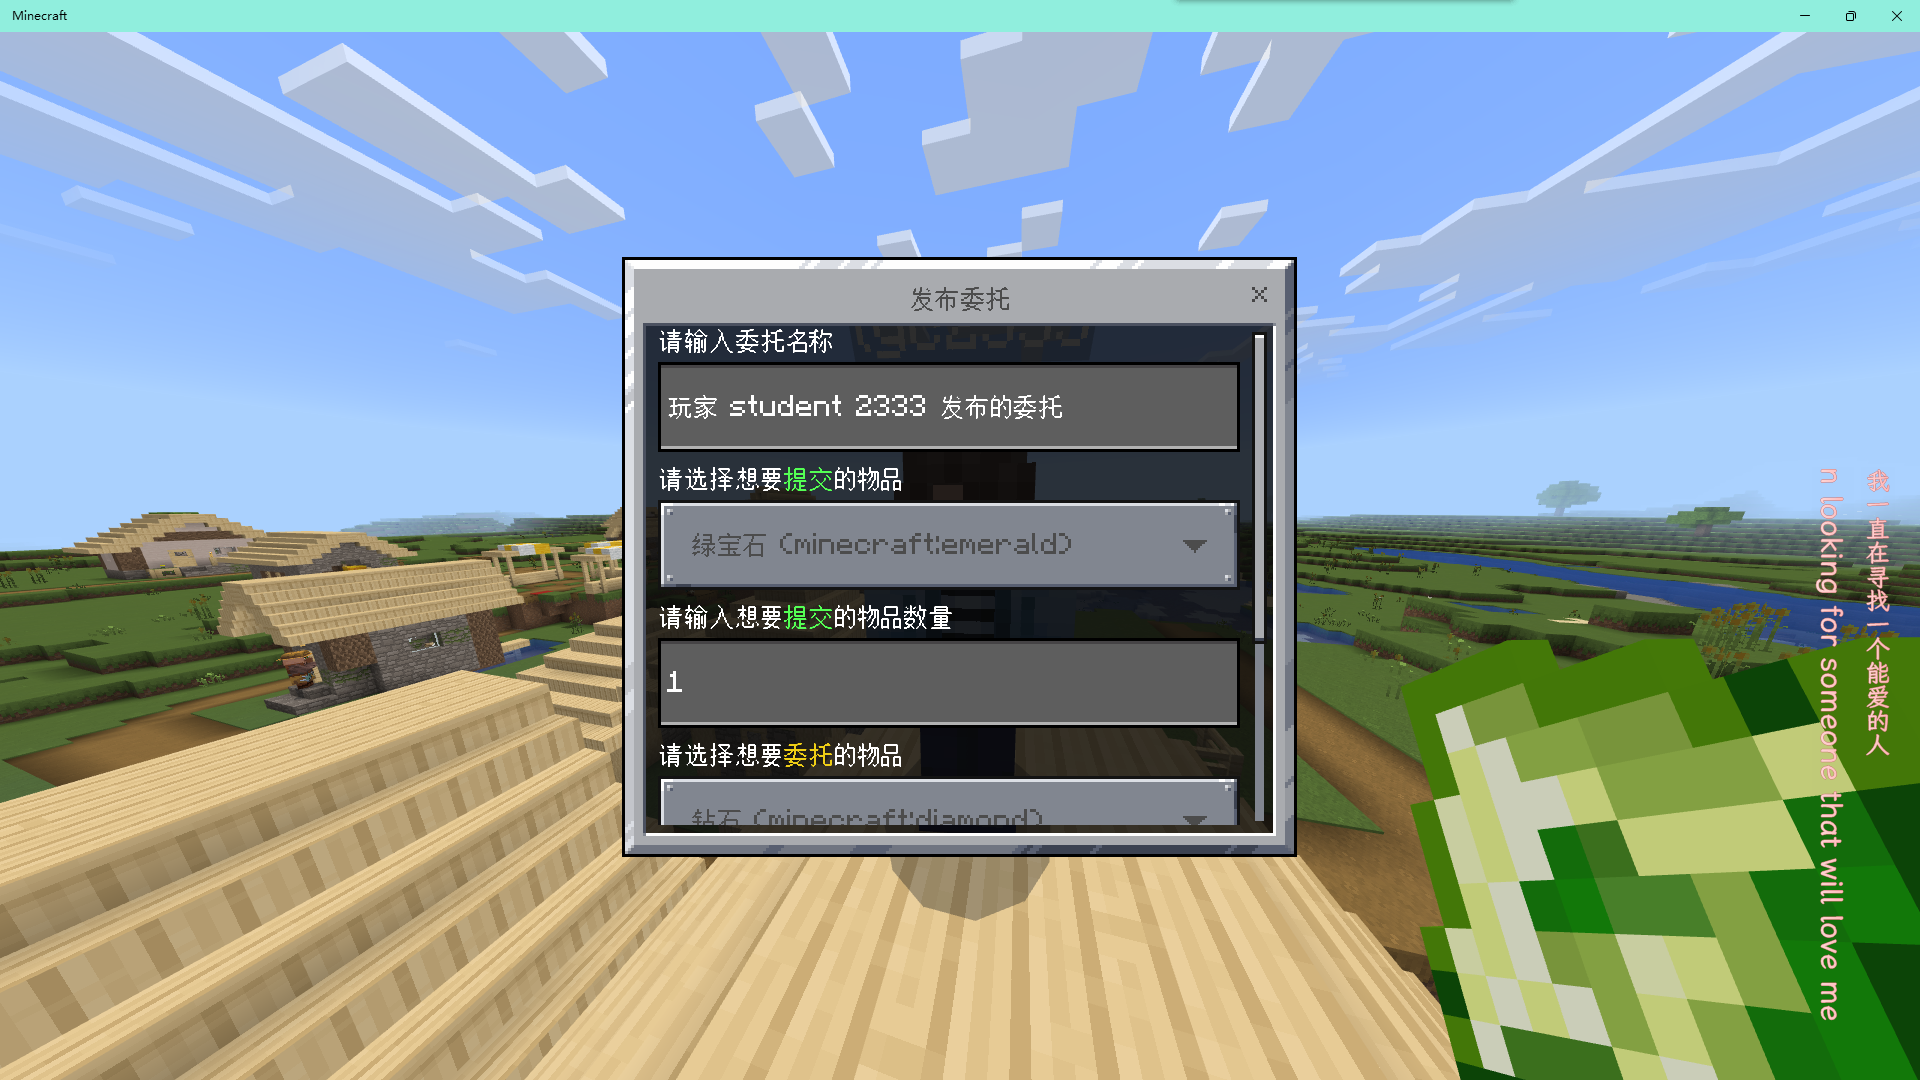 Minecraft
发布委托
请输入委托名称
玩家 student 2333 发布的委托
请选择想要提交的物品
绿宝石 (minecraft:emerald)
请输入想要提交的物品数量
1
请选择想要委托的物品
钻石 (minecraft:diamond)
我一直在寻找一个能爱的人
n looking for someone that will love me